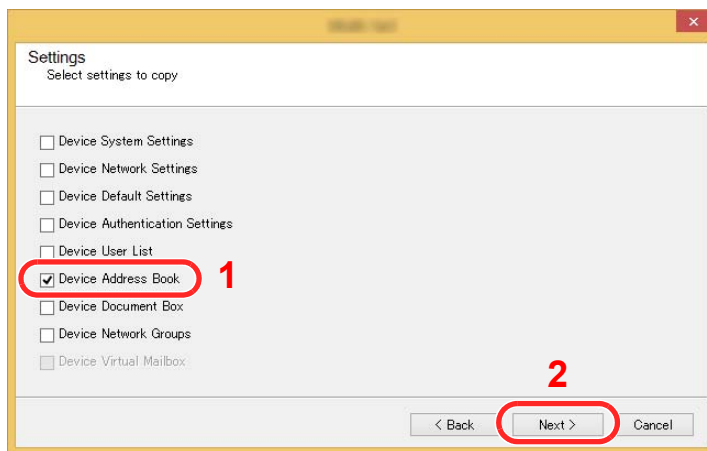 Settings
Select settings to copy
Device System Settings
Device Network Settings
Device Default Settings
Device Authentication Settings
Device User List
Device Address Book
1
Device Document Box
Device Network Groups
Device Virtual Mailbox
2
< Back
Next >
Cancel